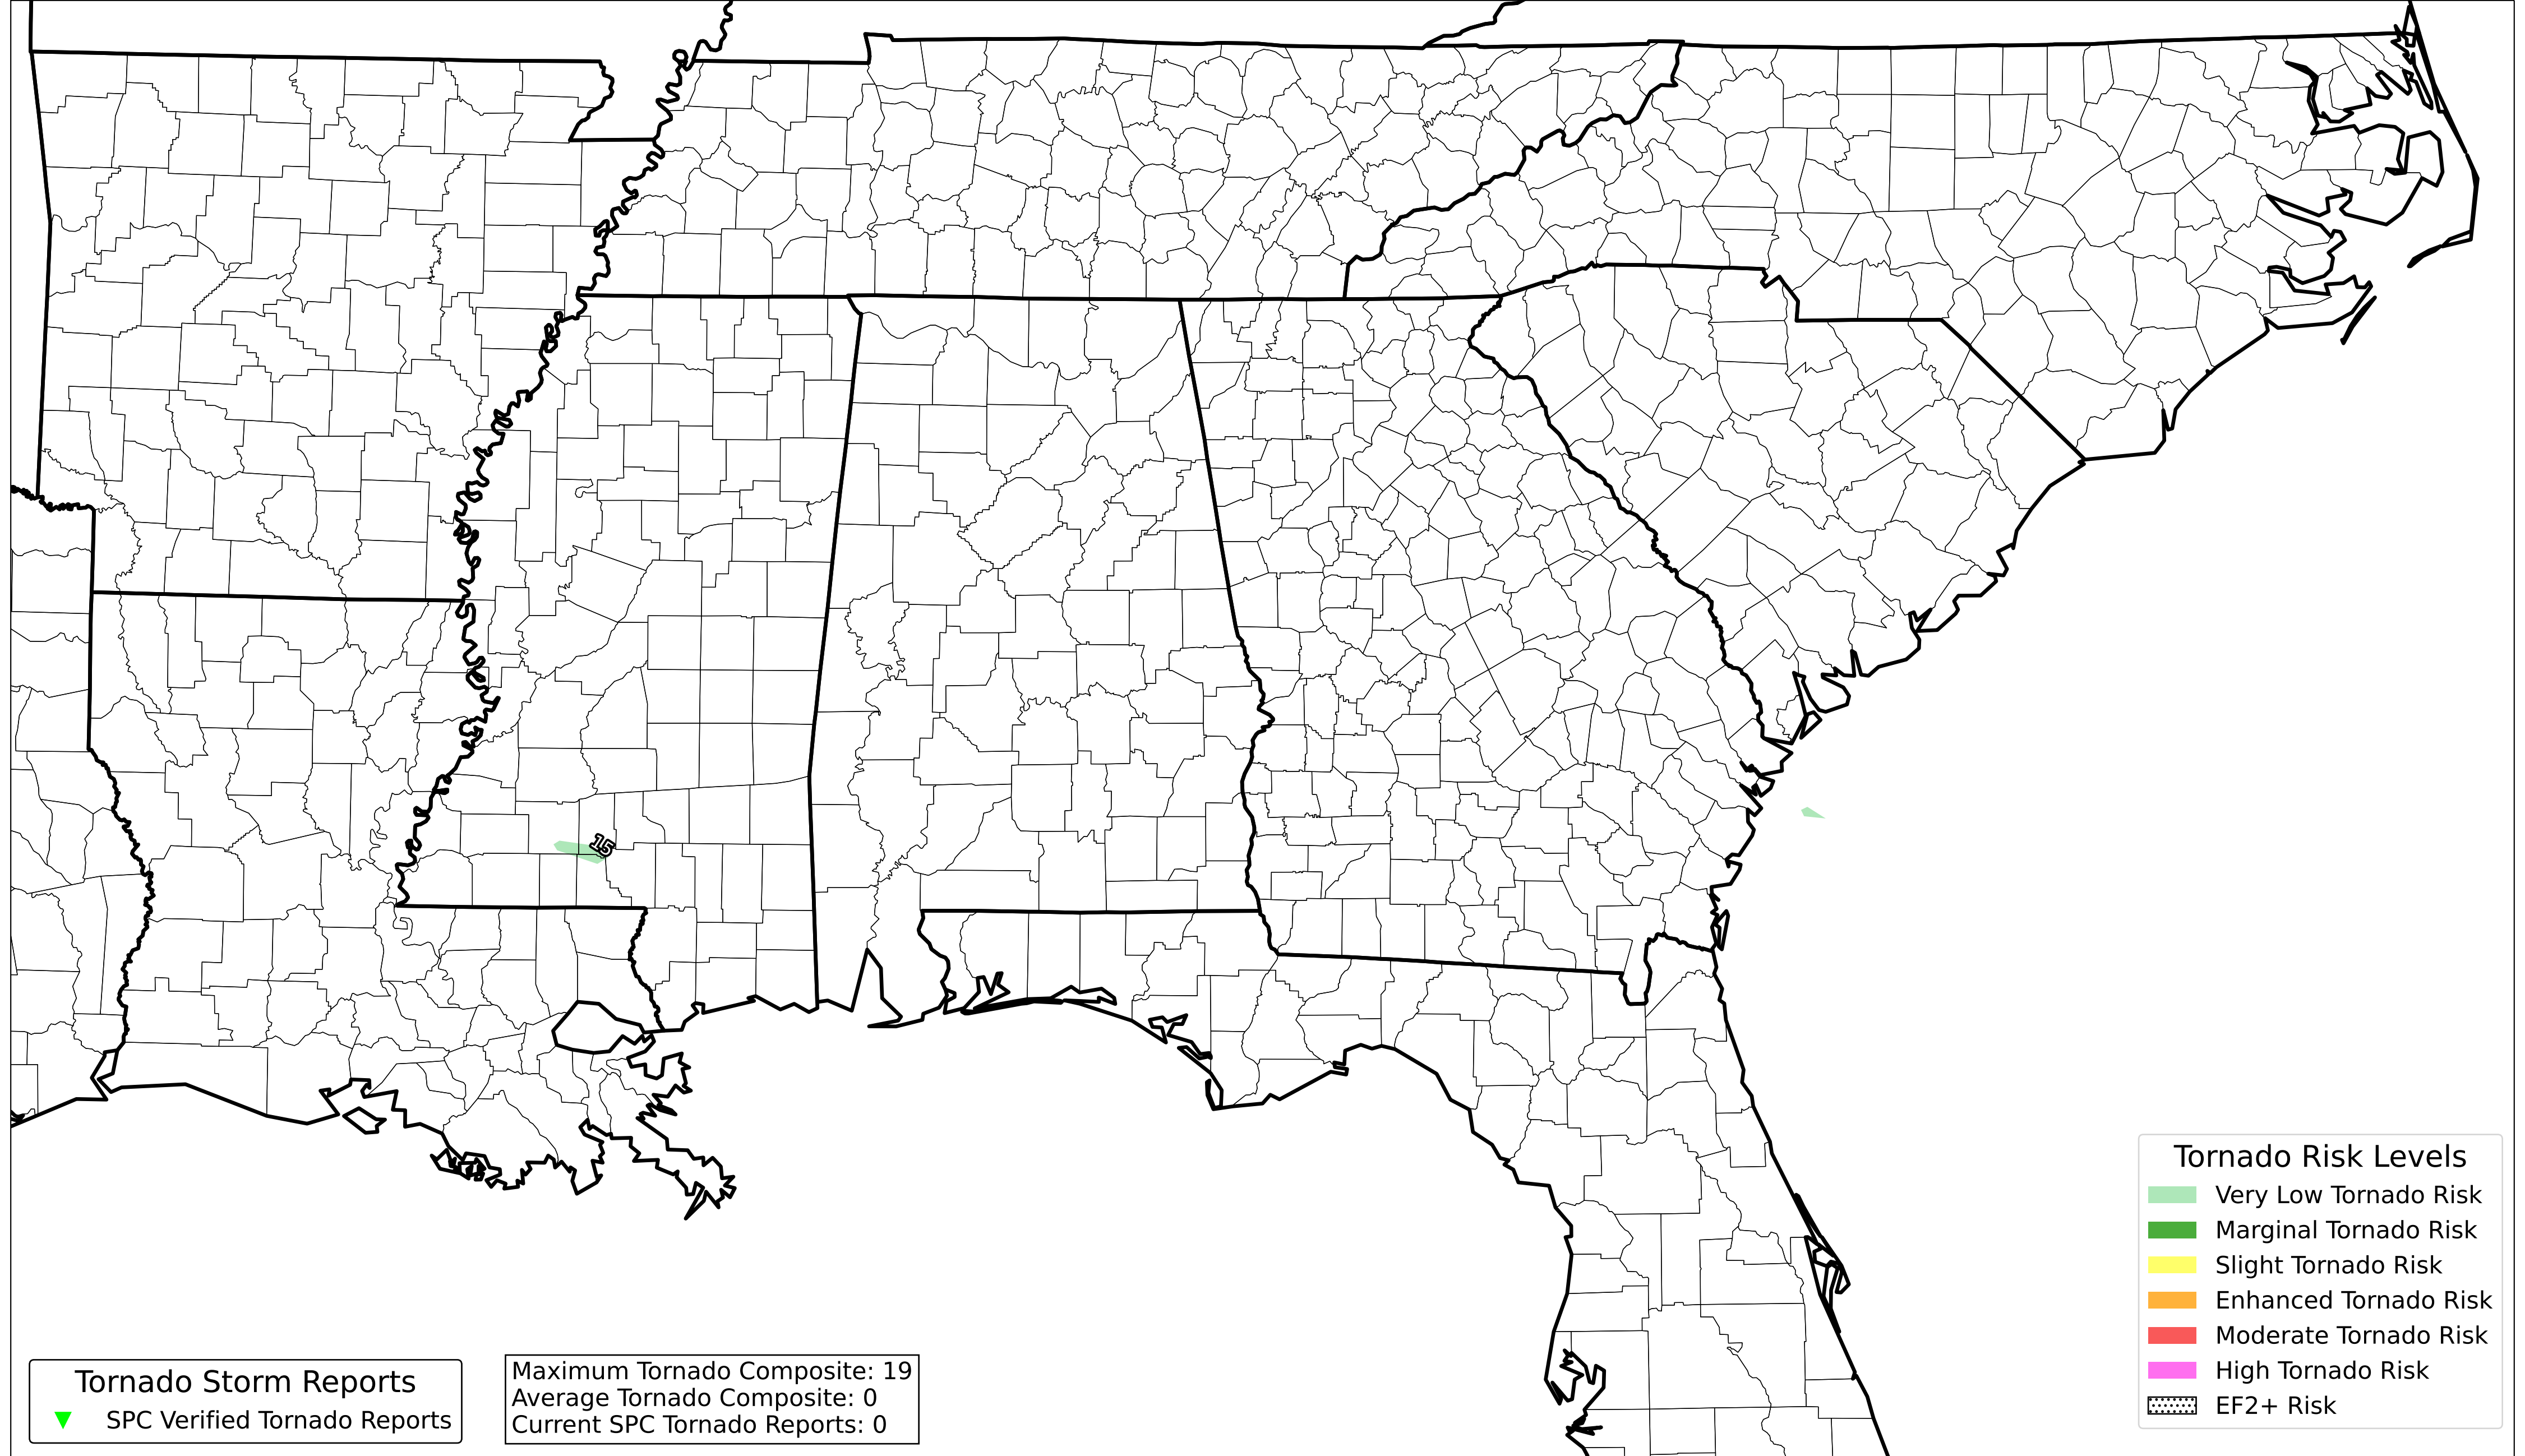 15
Tornado Storm Reports
SPC Verified Tornado Reports
Maximum Tornado Composite: 19
Average Tornado Composite: 0
Current SPC Tornado Reports: 0
Tornado Risk Levels
Very Low Tornado Risk
Marginal Tornado Risk
Slight Tornado Risk
Enhanced Tornado Risk
Moderate Tornado Risk
High Tornado Risk
EF2+ Risk